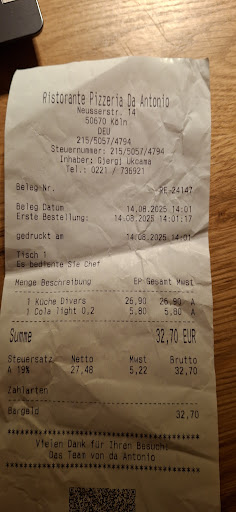 Ristorante Pizzeria Da Antonio
Neusserstr. 14
50670 Köln
DEU
215/5057/4794
Steuernummer: 215/5057/4794
Inhaber: Gjergj Ukoama
Tel.: 0221 / 736921
Beleg Nr. RE-24147
Beleg Datum 14.08.2025 14:01
Erste Bestellung: 14.08.2025 14:01:17
gedruckt am 14.08.2025 14:01
Tisch 1
Es bediente Sie Chef
Menge Beschreibung EP Gesamt Mwst
1 Küche Divers 26,90 26,90 A
1 Cola light 0,2 5,80 5,80 A
Summe 32,70 EUR
Steuersatz Netto Mwst Brutto
A 19% 27,48 5,22 32,70
Zahlarten
Bargeld 32,70
Vielen Dank für Ihren Besuch!
Das Team von da Antonio